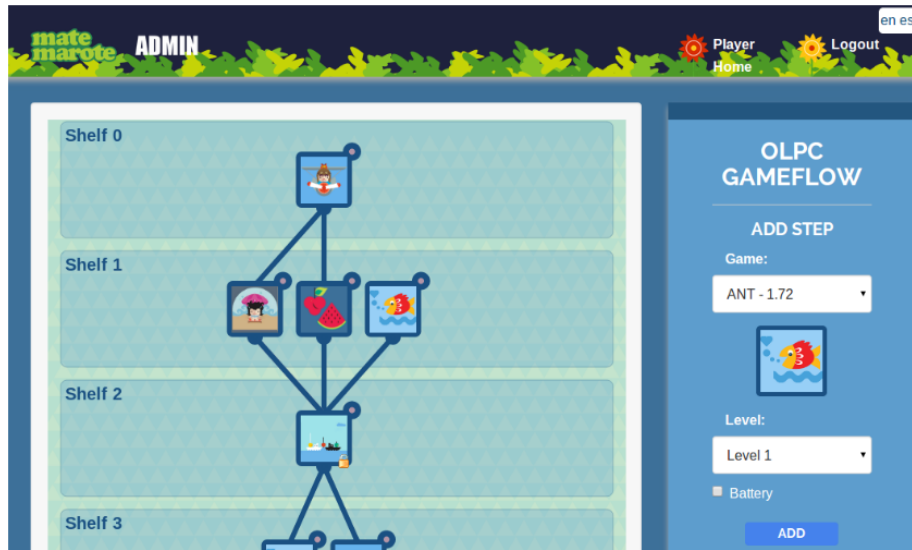 mate
marote
ADMIN
Player
Home
Logout
en es
Shelf 0
Shelf 1
Shelf 2
Shelf 3
OLPC
GAMEFLOW
ADD STEP
Game:
ANT - 1.72
Level:
Level 1
Battery
ADD